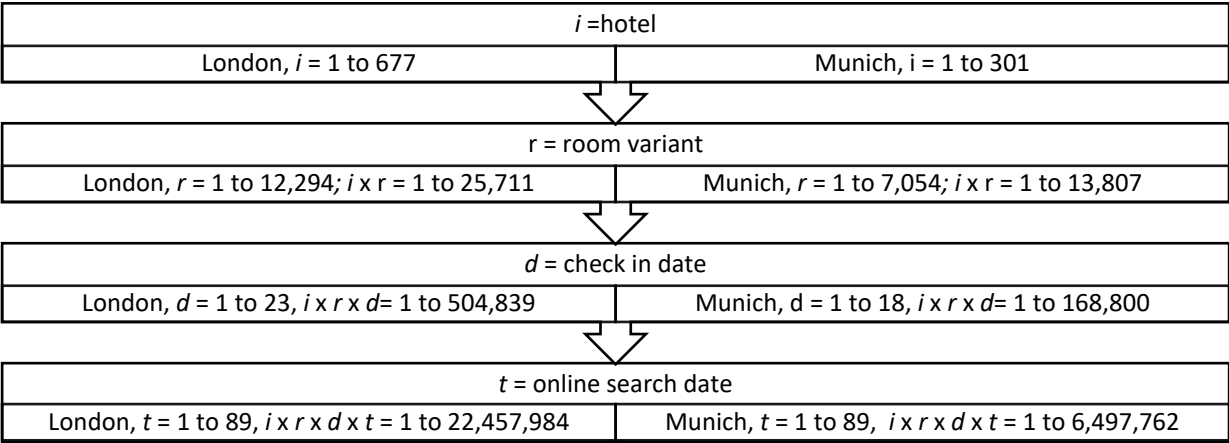 i =hotel
London, i = 1 to 677
Munich, i = 1 to 301
r = room variant
London, r = 1 to 12,294; i x r = 1 to 25,711
Munich, r = 1 to 7,054; i x r = 1 to 13,807
d = check in date
London, d = 1 to 23, i x r x d= 1 to 504,839
Munich, d = 1 to 18, i x r x d= 1 to 168,800
t = online search date
London, t = 1 to 89, i x r x d x t = 1 to 22,457,984
Munich, t = 1 to 89, i x r x d x t = 1 to 6,497,762